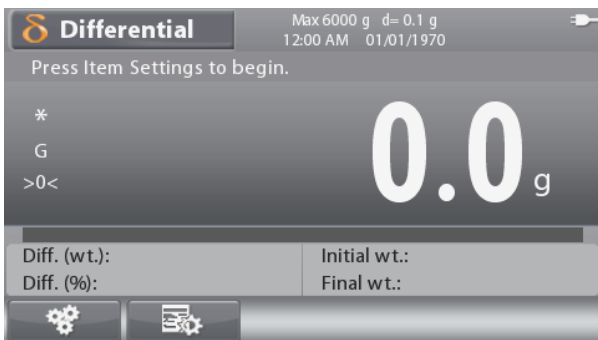 δ Differential
Max 6000 g d= 0.1 g
12:00 AM 01/01/1970
Press Item Settings to begin.
*
G
>0<
0.0 g
Diff. (wt.):
Initial wt.:
Diff. (%):
Final wt.: